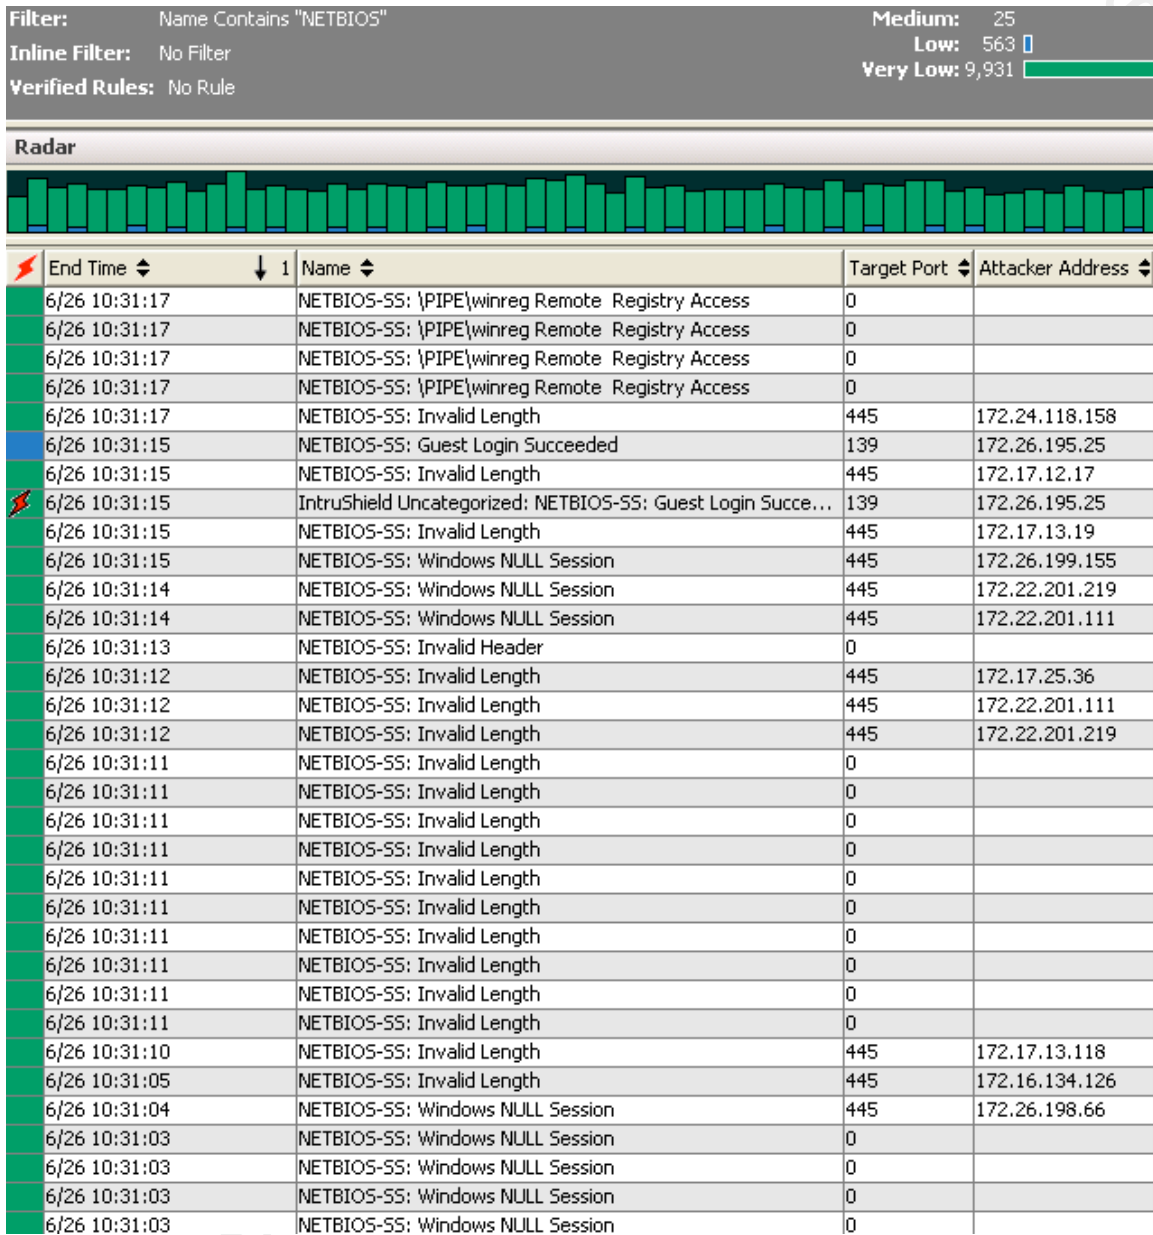 Filter: Name Contains "NETBIOS" Medium: 25
Inline Filter: No Filter Low: 563
Verified Rules: No Rule Very Low: 9,931
Radar
End Time 1 Name Target Port Attacker Address
6/26 10:31:17 NETBIOS-SS: \PIPE\winreg Remote Registry Access 0
6/26 10:31:17 NETBIOS-SS: \PIPE\winreg Remote Registry Access 0
6/26 10:31:17 NETBIOS-SS: \PIPE\winreg Remote Registry Access 0
6/26 10:31:17 NETBIOS-SS: \PIPE\winreg Remote Registry Access 0
6/26 10:31:17 NETBIOS-SS: Invalid Length 445 172.24.118.158
6/26 10:31:15 NETBIOS-SS: Guest Login Succeeded 139 172.26.195.25
6/26 10:31:15 NETBIOS-SS: Invalid Length 445 172.17.12.17
6/26 10:31:15 IntruShield Uncategorized: NETBIOS-SS: Guest Login Succe... 139 172.26.195.25
6/26 10:31:15 NETBIOS-SS: Invalid Length 445 172.17.13.19
6/26 10:31:15 NETBIOS-SS: Windows NULL Session 445 172.26.199.155
6/26 10:31:14 NETBIOS-SS: Windows NULL Session 445 172.22.201.219
6/26 10:31:14 NETBIOS-SS: Windows NULL Session 445 172.22.201.111
6/26 10:31:13 NETBIOS-SS: Invalid Header 0
6/26 10:31:12 NETBIOS-SS: Invalid Length 445 172.17.25.36
6/26 10:31:12 NETBIOS-SS: Invalid Length 445 172.22.201.111
6/26 10:31:12 NETBIOS-SS: Invalid Length 445 172.22.201.219
6/26 10:31:11 NETBIOS-SS: Invalid Length 0
6/26 10:31:11 NETBIOS-SS: Invalid Length 0
6/26 10:31:11 NETBIOS-SS: Invalid Length 0
6/26 10:31:11 NETBIOS-SS: Invalid Length 0
6/26 10:31:11 NETBIOS-SS: Invalid Length 0
6/26 10:31:11 NETBIOS-SS: Invalid Length 0
6/26 10:31:11 NETBIOS-SS: Invalid Length 0
6/26 10:31:11 NETBIOS-SS: Invalid Length 0
6/26 10:31:11 NETBIOS-SS: Invalid Length 0
6/26 10:31:11 NETBIOS-SS: Invalid Length 0
6/26 10:31:10 NETBIOS-SS: Invalid Length 445 172.17.13.118
6/26 10:31:05 NETBIOS-SS: Invalid Length 445 172.16.134.126
6/26 10:31:04 NETBIOS-SS: Windows NULL Session 445 172.26.198.66
6/26 10:31:03 NETBIOS-SS: Windows NULL Session 0
6/26 10:31:03 NETBIOS-SS: Windows NULL Session 0
6/26 10:31:03 NETBIOS-SS: Windows NULL Session 0
6/26 10:31:03 NETBIOS-SS: Windows NULL Session 0